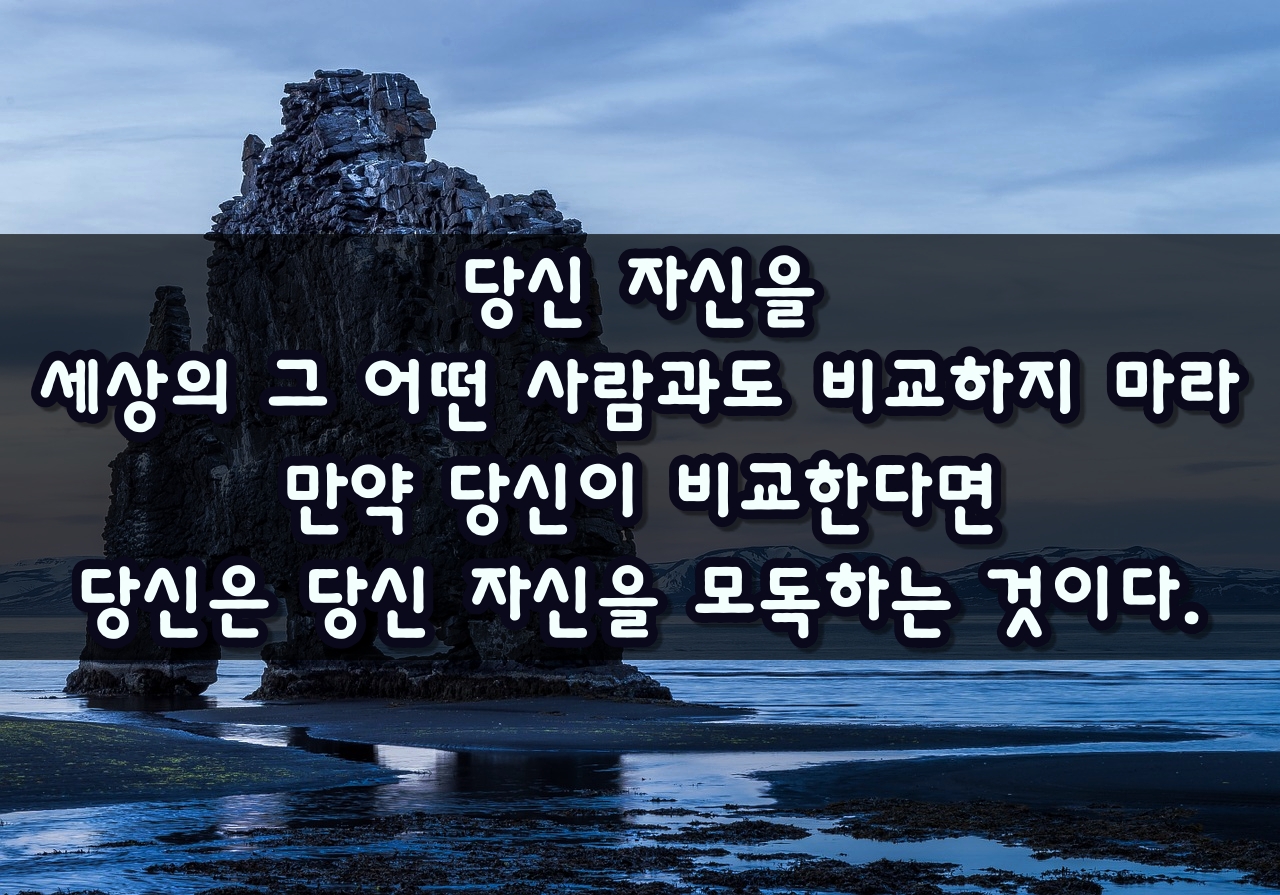 당신 자신을
세상의 그 어떤 사람과도 비교하지 마라
만약 당신이 비교한다면
당신은 당신 자신을 모독하는 것이다.